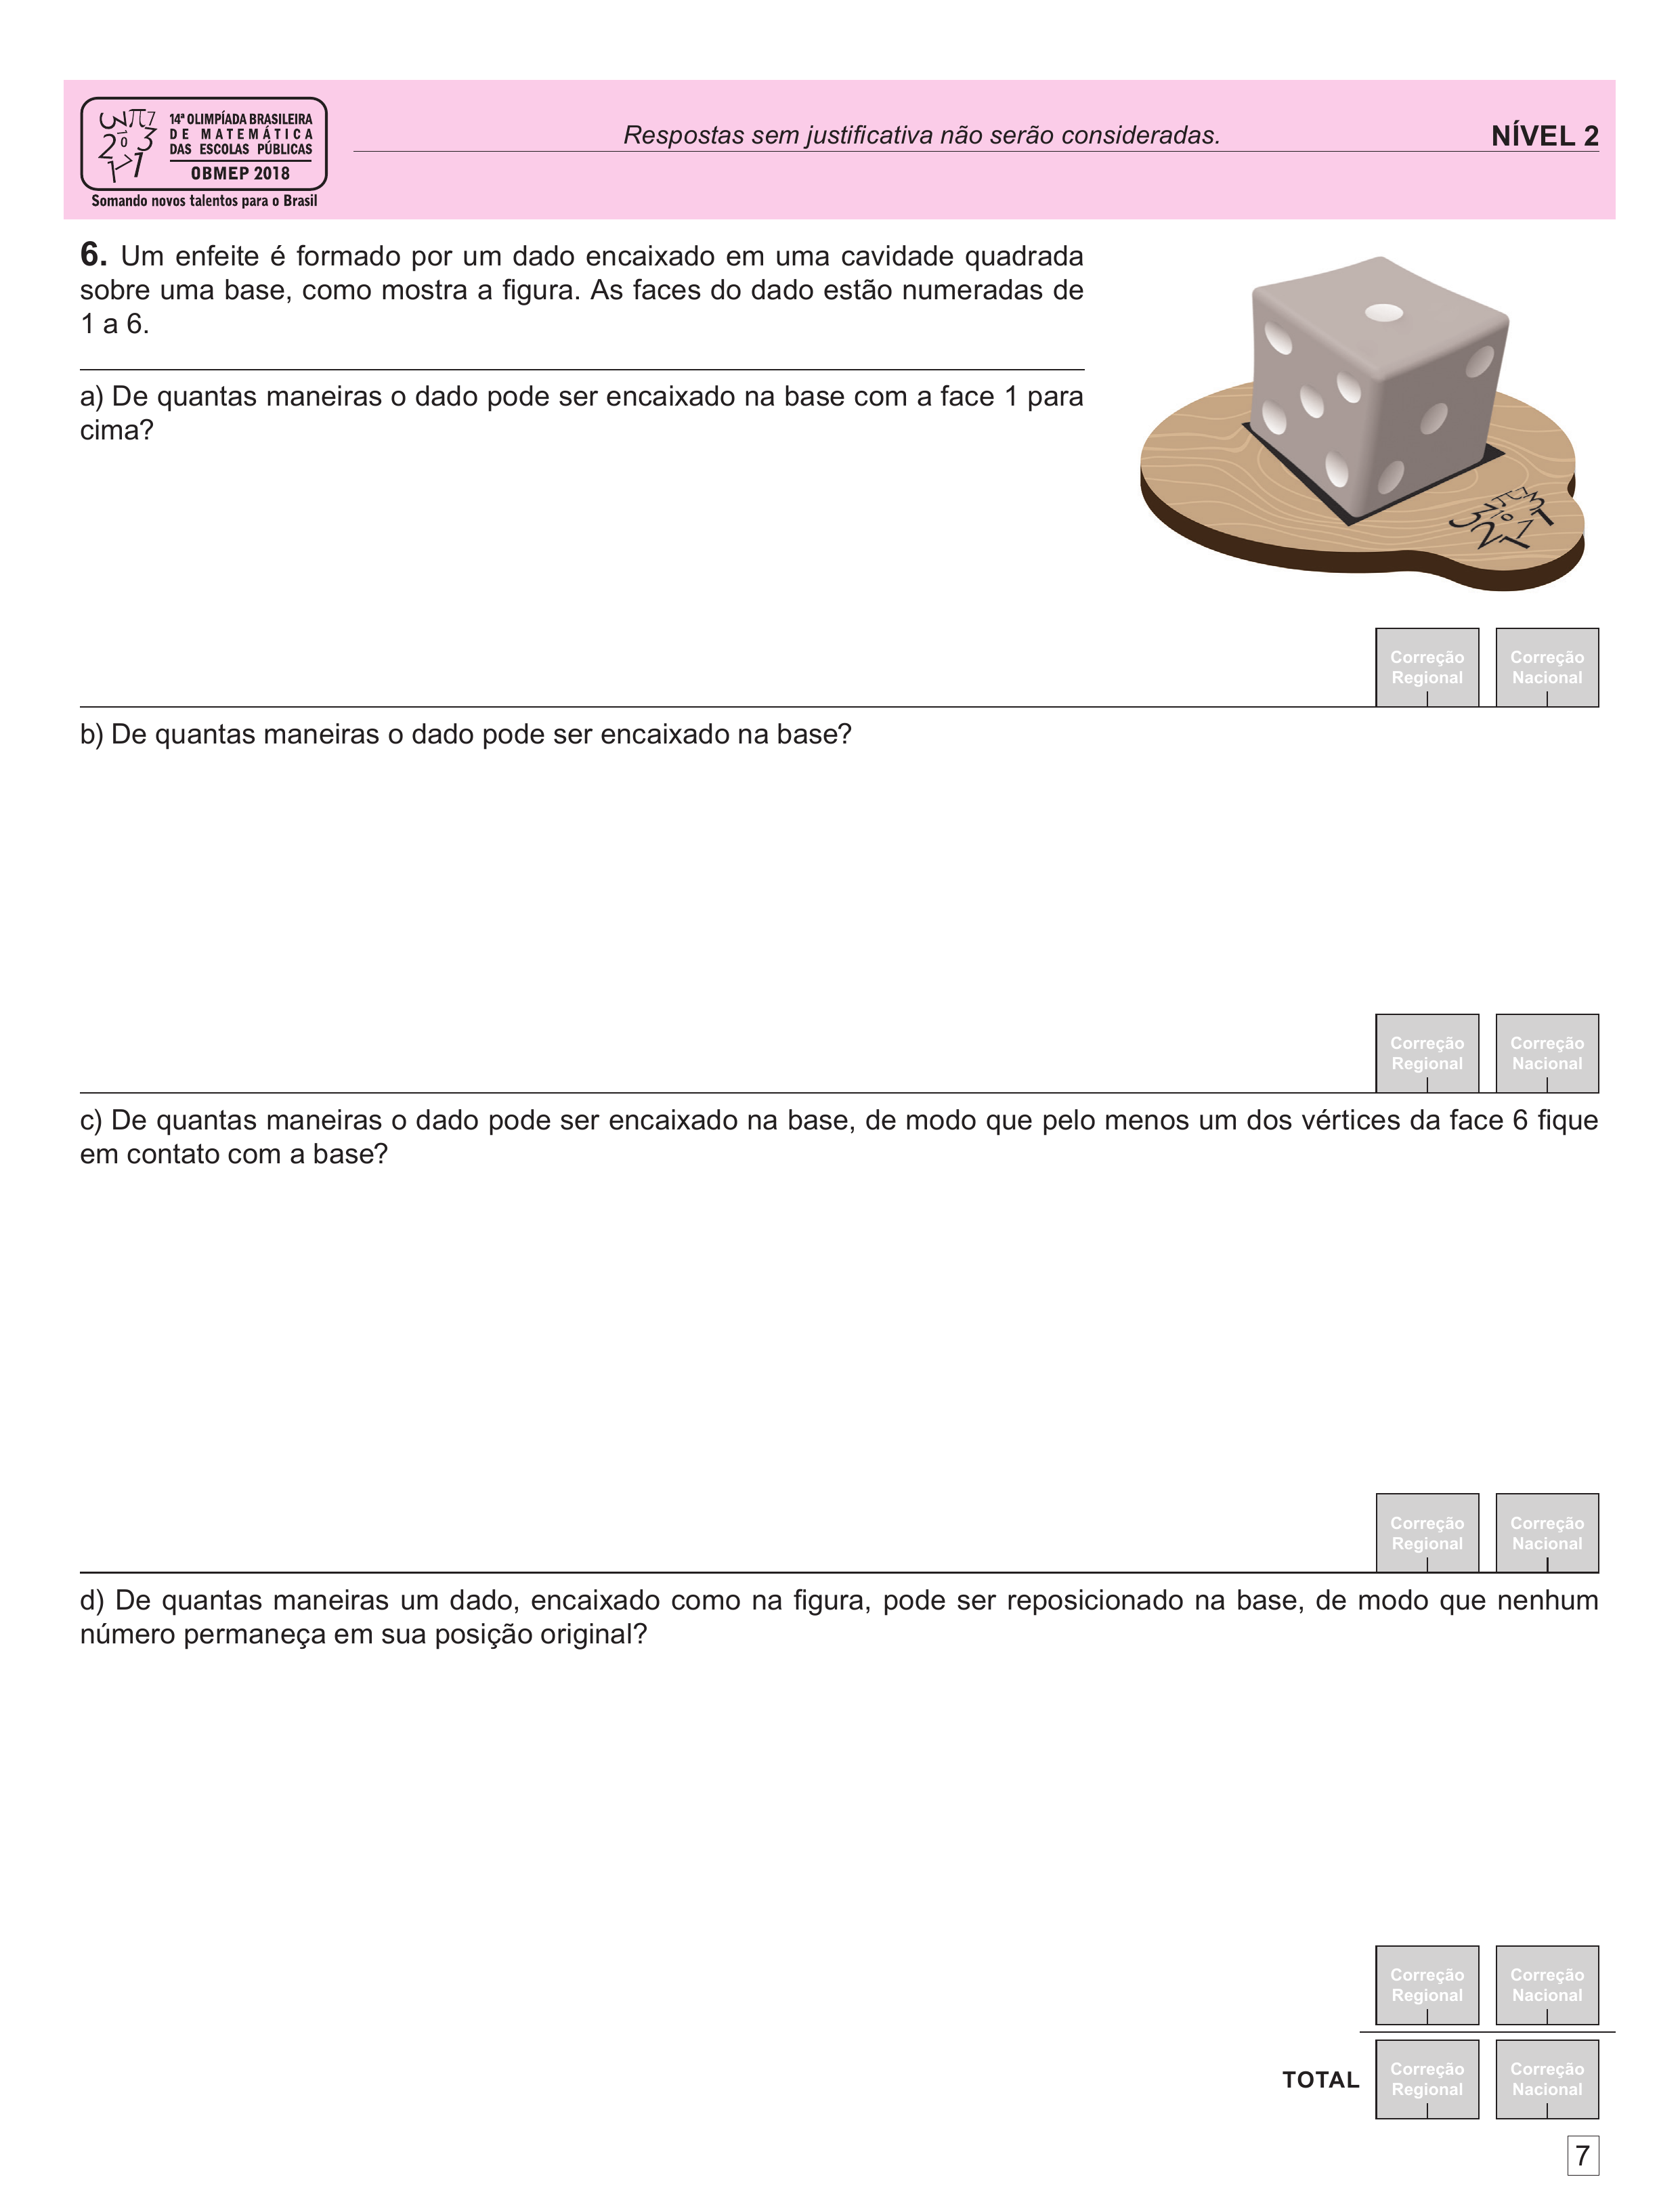 14ª OLIMPÍADA BRASILEIRA
DE MATEMÁTICA
DAS ESCOLAS PÚBLICAS
OBMEP 2018
Somando novos talentos para o Brasil
Respostas sem justificativa não serão consideradas.
NÍVEL 2
6. Um enfeite é formado por um dado encaixado em uma cavidade quadrada
sobre uma base, como mostra a figura. As faces do dado estão numeradas de
1 a 6.
a) De quantas maneiras o dado pode ser encaixado na base com a face 1 para
cima?
Correção
Regional
Correção
Nacional
b) De quantas maneiras o dado pode ser encaixado na base?
Correção
Regional
Correção
Nacional
c) De quantas maneiras o dado pode ser encaixado na base, de modo que pelo menos um dos vértices da face 6 fique
em contato com a base?
Correção
Regional
Correção
Nacional
d) De quantas maneiras um dado, encaixado como na figura, pode ser reposicionado na base, de modo que nenhum
número permaneça em sua posição original?
Correção
Regional
Correção
Nacional
TOTAL
Correção
Regional
Correção
Nacional
7